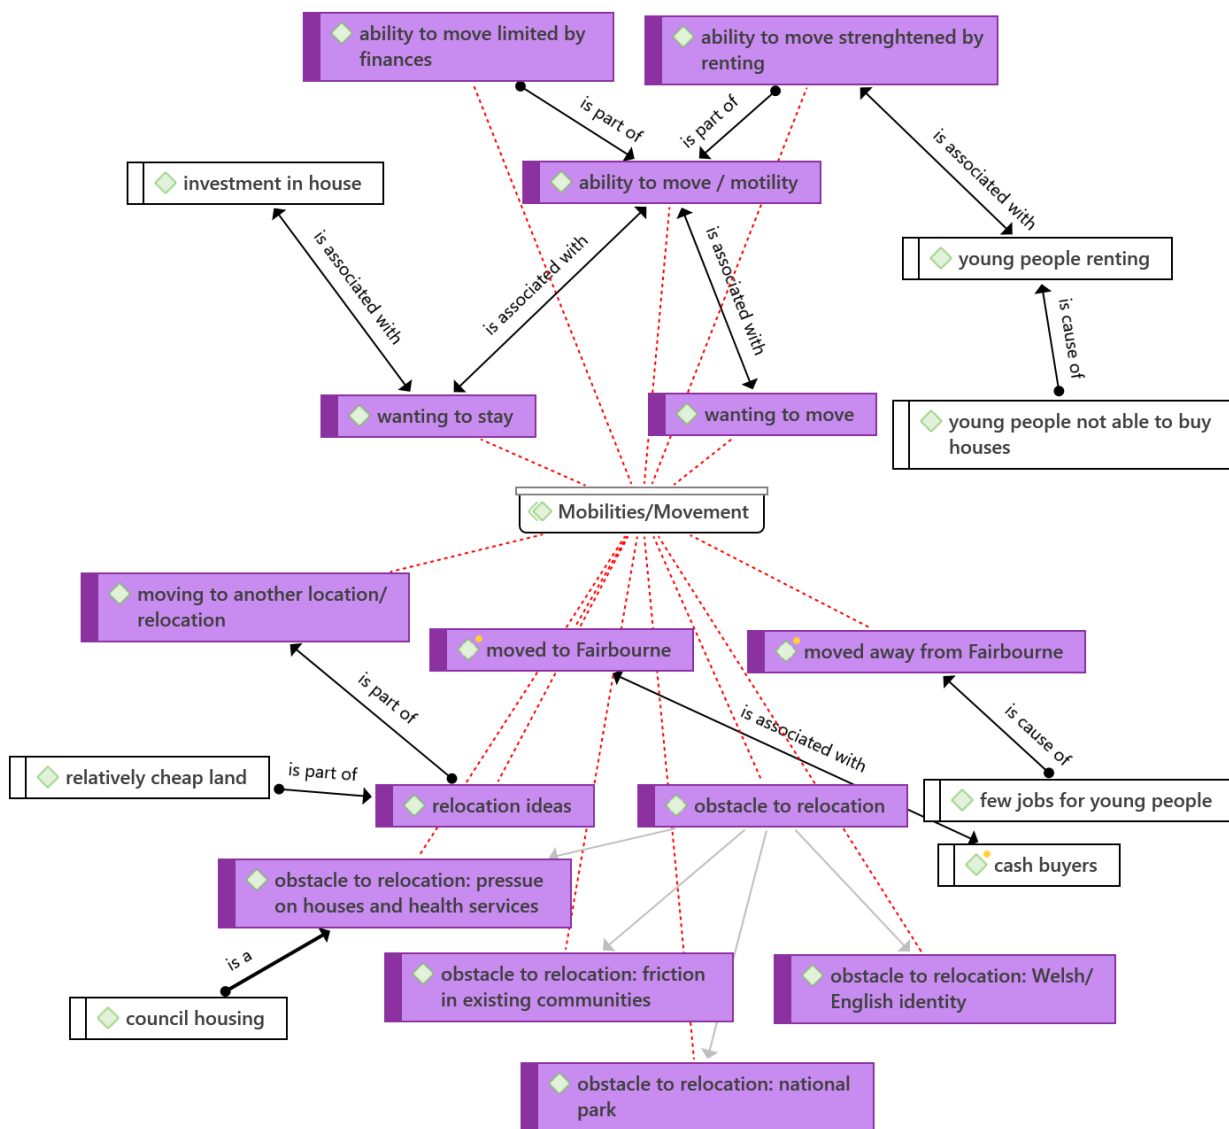 ability to move limited by
finances
ability to move strenghtened by
renting
is part of
is part of
is associated with
investment in house
ability to move / motility
is associated with
is associated with
is associated with
young people renting
is cause of
wanting to stay
wanting to move
young people not able to buy
houses
Mobilities/Movement
moving to another location/
relocation
moved to Fairbourne
moved away from Fairbourne
is part of
is associated with
is cause of
relatively cheap land
is part of
relocation ideas
obstacle to relocation
few jobs for young people
cash buyers
obstacle to relocation: pressue
on houses and health services
is a
obstacle to relocation: friction
in existing communities
obstacle to relocation: Welsh/
English identity
council housing
obstacle to relocation: national
park